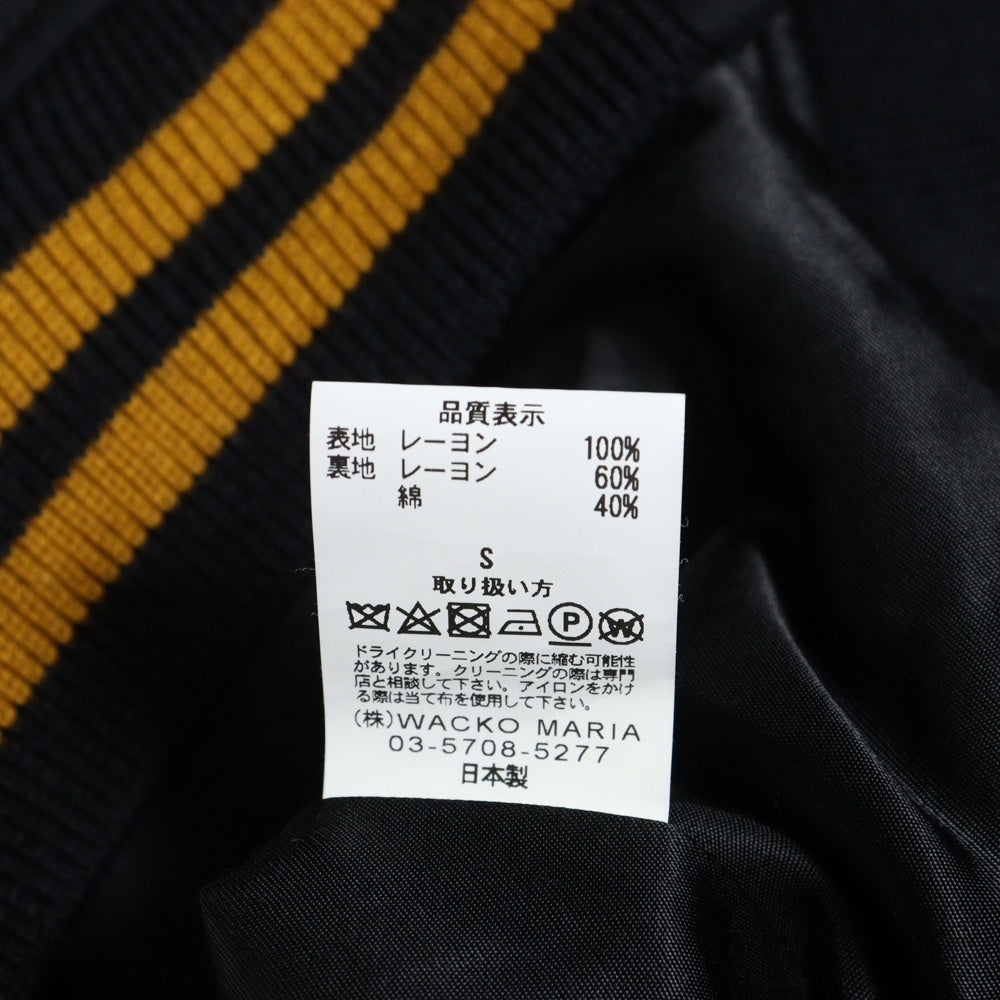 品質表示
表地 レーヨン 100%
裏地 レーヨン 60%
綿 40%
S
取り扱い方
P W
ドライクリーニングの際に縮む可能性
があります。クリーニングの際は専門
店と相談して下さい。アイロンをかけ
る際は当て布を使用して下さい。
(株)WACKO MARIA
03-5708-5277
日本製